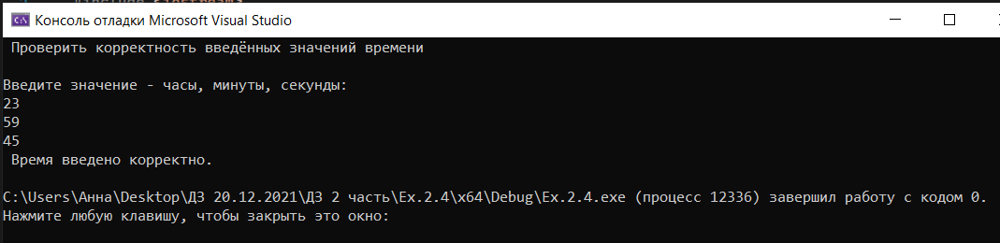 Консоль отладки Microsoft Visual Studio
Проверить корректность введённых значений времени
Введите значение - часы, минуты, секунды:
23
59
45
Время введено корректно.
C:\Users\Анна\Desktop\ДЗ 20.12.2021\ДЗ 2 часть\Ex.2.4\x64\Debug\Ex.2.4.exe (процесс 12336) завершил работу с кодом 0.
Нажмите любую клавишу, чтобы закрыть это окно: